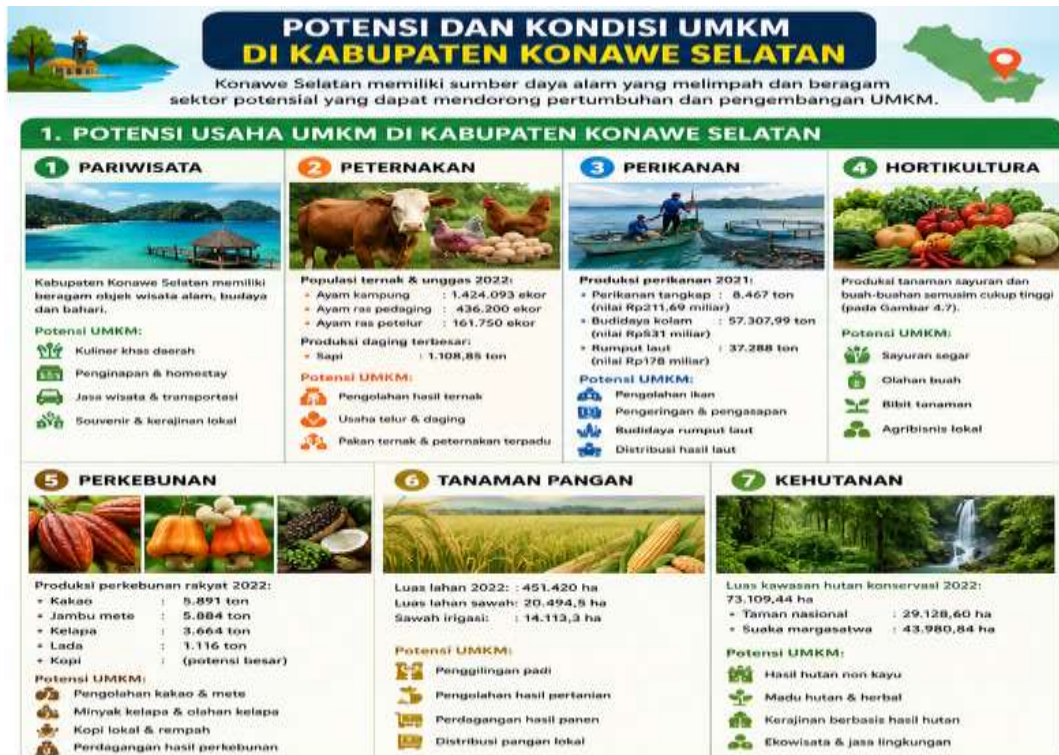 POTENSI DAN KONDISI UMKM
DI KABUPATEN KONAWE SELATAN
Konawe Selatan memiliki sumber daya alam yang melimpah dan beragam
sektor potensial yang dapat mendorong pertumbuhan dan pengembangan UMKM.
1. POTENSI USAHA UMKM DI KABUPATEN KONAWE SELATAN
1 PARIWISATA
Kabupaten Konawe Selatan memiliki
beragam objek wisata alam, budaya
dan bahari.
Potensi UMKM:
Kuliner khas daerah
Penginapan & homestay
Jasa wisata & transportasi
Souvenir & kerajinan lokal
2 PETERNAKAN
Populasi ternak & unggas 2022:
• Ayam kampung : 1.424.093 ekor
• Ayam ras pedaging : 436.200 ekor
• Ayam ras petelur : 161.750 ekor
Produksi daging terbesar:
• Sapi : 1.108,85 ton
Potensi UMKM:
Pengolahan hasil ternak
Usaha telur & daging
Pakan ternak & peternakan terpadu
3 PERIKANAN
Produksi perikanan 2021:
• Perikanan tangkap : 8.467 ton
(nilai Rp211,69 miliar)
• Budidaya kolam : 57.307,99 ton
(nilai Rp531 miliar)
• Rumput laut : 37.288 ton
(nilai Rp178 miliar)
Potensi UMKM:
Pengolahan ikan
Pengeringan & pengasapan
Budidaya rumput laut
Distribusi hasil laut
4 HORTIKULTURA
Produksi tanaman sayuran dan
buah-buahan semusim cukup tinggi
(pada Gambar 4.7).
Potensi UMKM:
Sayuran segar
Olahan buah
Bibit tanaman
Agribisnis lokal
5 PERKEBUNAN
Produksi perkebunan rakyat 2022:
• Kakao : 5.891 ton
• Jambu mete : 5.884 ton
• Kelapa : 3.664 ton
• Lada : 1.116 ton
• Kopi : (potensi besar)
Potensi UMKM:
Pengolahan kakao & mete
Minyak kelapa & olahan kelapa
Kopi lokal & rempah
Perdagangan hasil perkebunan
6 TANAMAN PANGAN
Luas lahan 2022: : 451.420 ha
Luas lahan sawah: 20.494,5 ha
Sawah irigasi: : 14.113,3 ha
Potensi UMKM:
Penggilingan padi
Pengolahan hasil pertanian
Perdagangan hasil panen
Distribusi pangan lokal
7 KEHUTANAN
Luas kawasan hutan konservasi 2022:
73.109,44 ha
• Taman nasional : 29.128,60 ha
• Suaka margasatwa : 43.980,84 ha
Potensi UMKM:
Hasil hutan non kayu
Madu hutan & herbal
Kerajinan berbasis hasil hutan
Ekowisata & jasa lingkungan